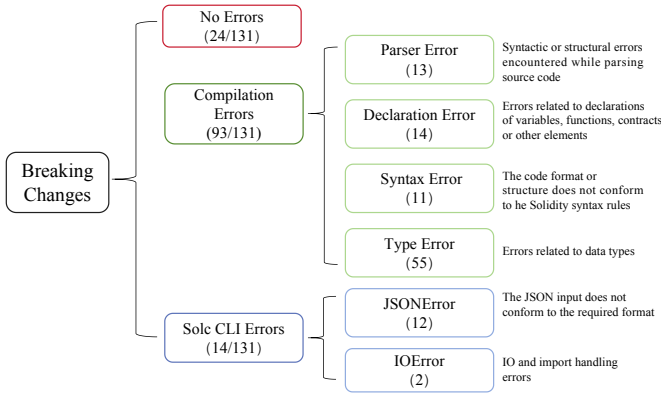 Breaking
Changes
No Errors
(24/131)
Compilation
Errors
(93/131)
Parser Error
(13)
Syntactic or structural errors
encountered while parsing
source code
Declaration Error
(14)
Errors related to declarations
of variables, functions, contracts
or other elements
Syntax Error
(11)
The code format or
structure does not conform
to he Solidity syntax rules
Type Error
(55)
Errors related to data types
Solc CLI Errors
(14/131)
JSONError
(12)
The JSON input does not
conform to the required format
IOError
(2)
IO and import handling
errors